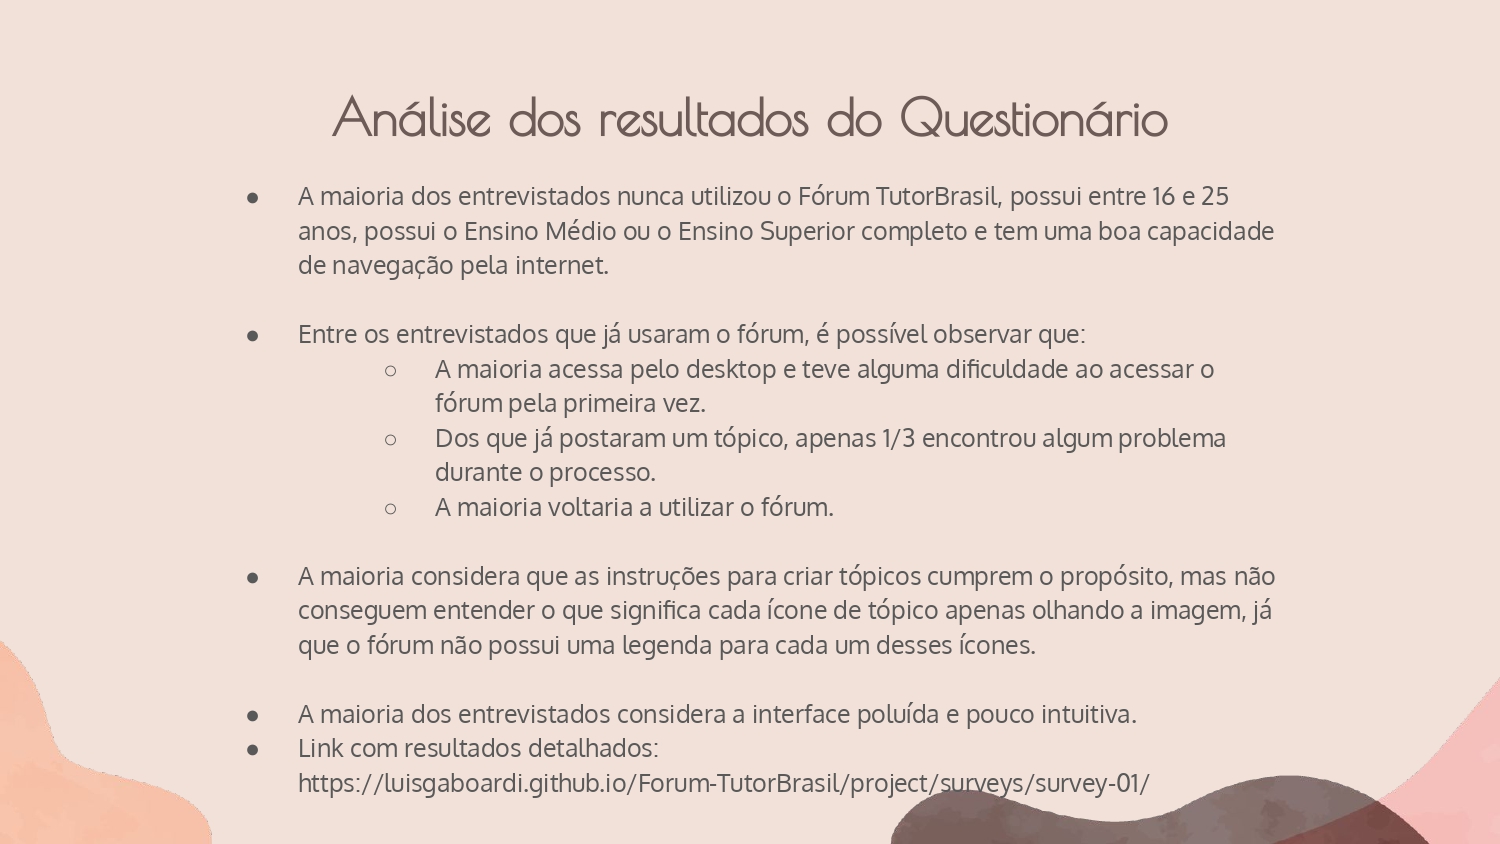 Análise dos resultados do Questionário
● A maioria dos entrevistados nunca utilizou o Fórum TutorBrasil, possui entre 16 e 25
anos, possui o Ensino Médio ou o Ensino Superior completo e tem uma boa capacidade
de navegação pela internet.
● Entre os entrevistados que já usaram o fórum, é possível observar que:
○ A maioria acessa pelo desktop e teve alguma dificuldade ao acessar o
fórum pela primeira vez.
○ Dos que já postaram um tópico, apenas 1/3 encontrou algum problema
durante o processo.
○ A maioria voltaria a utilizar o fórum.
● A maioria considera que as instruções para criar tópicos cumprem o propósito, mas não
conseguem entender o que significa cada ícone de tópico apenas olhando a imagem, já
que o fórum não possui uma legenda para cada um desses ícones.
● A maioria dos entrevistados considera a interface poluída e pouco intuitiva.
● Link com resultados detalhados:
https://luisgaboardi.github.io/Forum-TutorBrasil/project/surveys/survey-01/